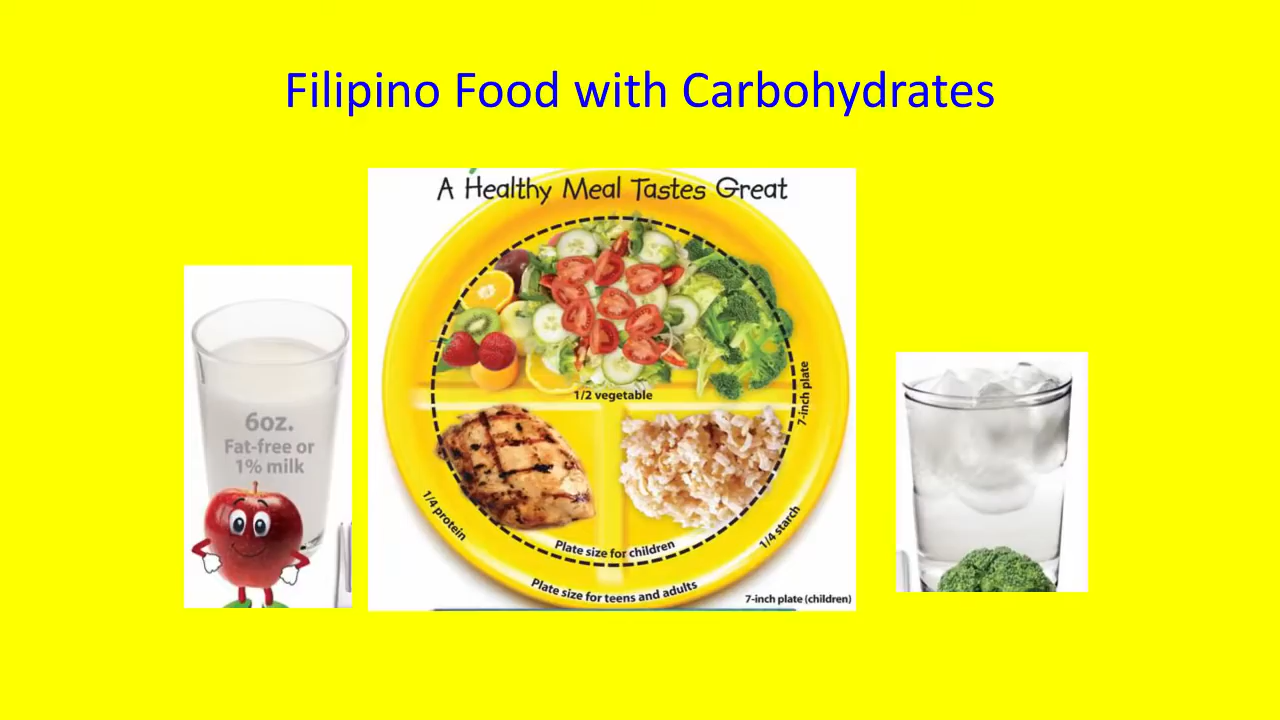 Filipino Food with Carbohydrates
A Healthy Meal Tastes Great
6oz.
Fat-free or
1% milk
1/2 vegetable
7-inch plate
1/4 protein
1/4 starch
Plate size for children
Plate size for teens and adults
7-inch plate (children)